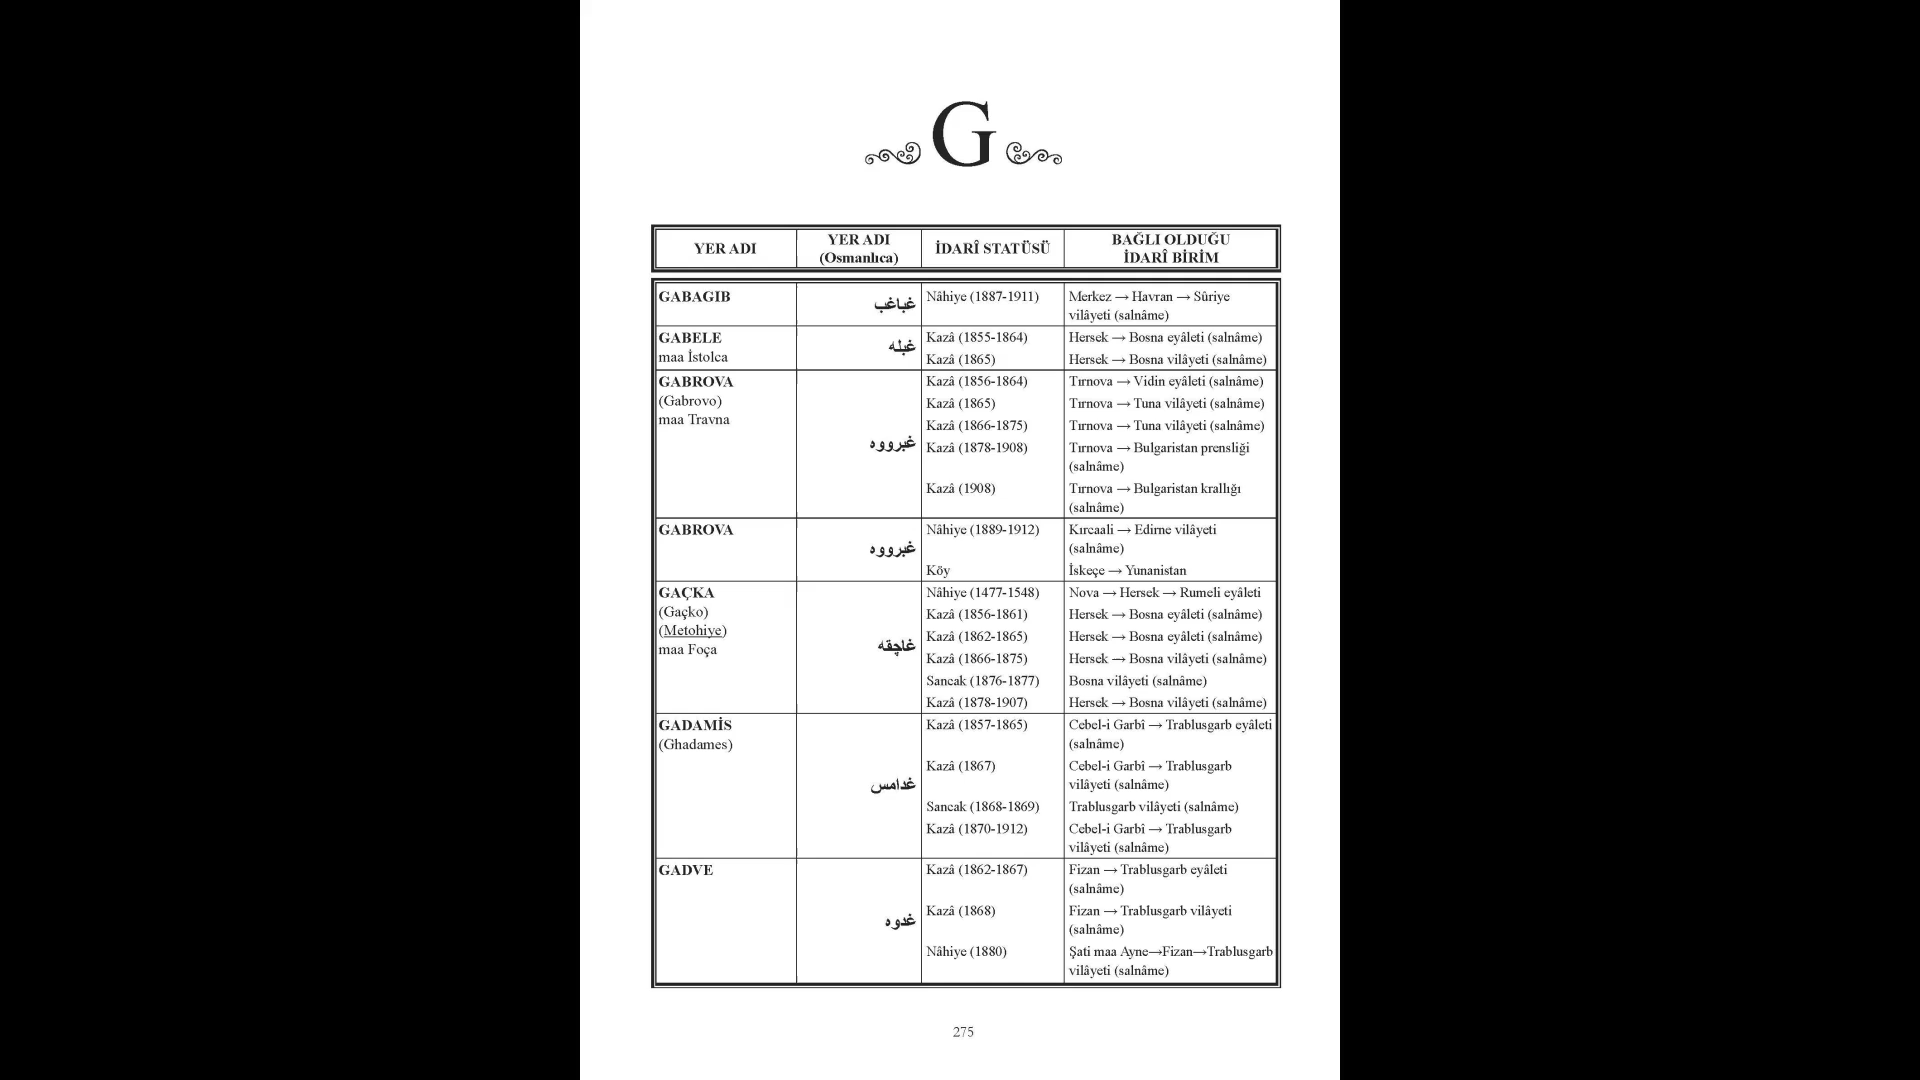 G
YER ADI
YER ADI
(Osmanlıca)
İDARÎ STATÜSÜ
BAĞLI OLDUĞU
İDARÎ BİRİM
GABAGIB
غباغب
Nâhiye (1887-1911)
Merkez → Havran → Sûriye
vilâyeti (salnâme)
GABELE
maa İstolca
غبله
Kazâ (1855-1864)
Hersek → Bosna eyâleti (salnâme)
Kazâ (1865)
Hersek → Bosna vilâyeti (salnâme)
GABROVA
(Gabrovo)
maa Travna
غبرووه
Kazâ (1856-1864)
Tırnova → Vidin eyâleti (salnâme)
Kazâ (1865)
Tırnova → Tuna vilâyeti (salnâme)
Kazâ (1866-1875)
Tırnova → Tuna vilâyeti (salnâme)
Kazâ (1878-1908)
Tırnova → Bulgaristan prensliği
(salnâme)
Kazâ (1908)
Tırnova → Bulgaristan krallığı
(salnâme)
GABROVA
غبرووه
Nâhiye (1889-1912)
Kırcaali → Edirne vilâyeti
(salnâme)
Köy
İskeçe → Yunanistan
GAÇKA
(Gaçko)
(Metohiye)
maa Foça
غاچقه
Nâhiye (1477-1548)
Nova → Hersek → Rumeli eyâleti
Kazâ (1856-1861)
Hersek → Bosna eyâleti (salnâme)
Kazâ (1862-1865)
Hersek → Bosna eyâleti (salnâme)
Kazâ (1866-1875)
Hersek → Bosna vilâyeti (salnâme)
Sancak (1876-1877)
Bosna vilâyeti (salnâme)
Kazâ (1878-1907)
Hersek → Bosna vilâyeti (salnâme)
GADAMİS
(Ghadames)
غدامس
Kazâ (1857-1865)
Cebel-i Garbî → Trablusgarb eyâleti
(salnâme)
Kazâ (1867)
Cebel-i Garbî → Trablusgarb
vilâyeti (salnâme)
Sancak (1868-1869)
Trablusgarb vilâyeti (salnâme)
Kazâ (1870-1912)
Cebel-i Garbî → Trablusgarb
vilâyeti (salnâme)
GADVE
غدوه
Kazâ (1862-1867)
Fizan → Trablusgarb eyâleti
(salnâme)
Kazâ (1868)
Fizan → Trablusgarb vilâyeti
(salnâme)
Nâhiye (1880)
Şati maa Ayne→Fizan→Trablusgarb
vilâyeti (salnâme)
275